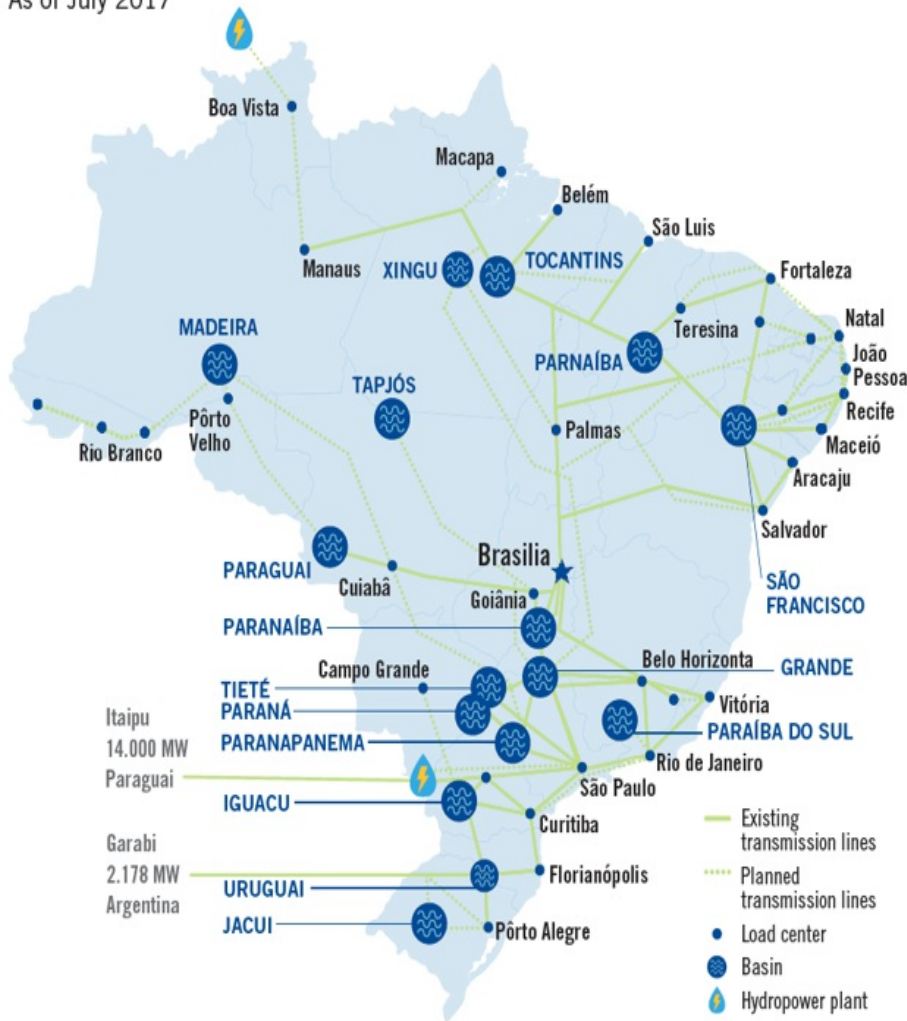 As of July 2017
Boa Vista
Macapa
Belém
São Luis
Manaus
XINGU
TOCANTINS
Fortaleza
MADEIRA
Teresina
Natal
João
Pessoa
TAPJÓS
PARNAÍBA
Recife
Pôrto
Velho
Palmas
Maceió
Rio Branco
Aracaju
Salvador
Brasilia
PARAGUAI
Cuiabâ
Goiânia
SÃO
FRANCISCO
PARANAÍBA
Campo Grande
Belo Horizonta
GRANDE
TIETÉ
Vitória
PARANÁ
Itaipu
14.000 MW
Paraguai
PARANAPANEMA
PARAÍBA DO SUL
Rio de Janeiro
São Paulo
IGUACU
Curitiba
Garabi
2.178 MW
Argentina
Florianópolis
URUGUAI
JACUI
Pôrto Alegre
Existing
transmission lines
Planned
transmission lines
Load center
Basin
Hydropower plant